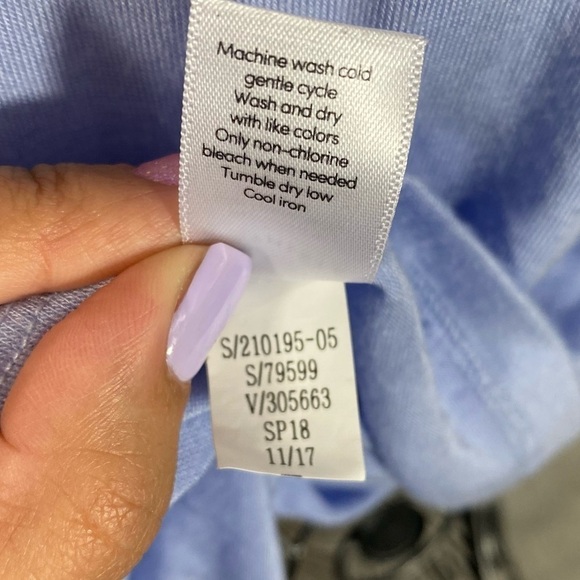 Machine wash cold
gentle cycle
Wash and dry
with like colors
Only non-chlorine
bleach when needed
Tumble dry low
Cool iron
S/210195-05
S/79599
V/305663
SP18
11/17